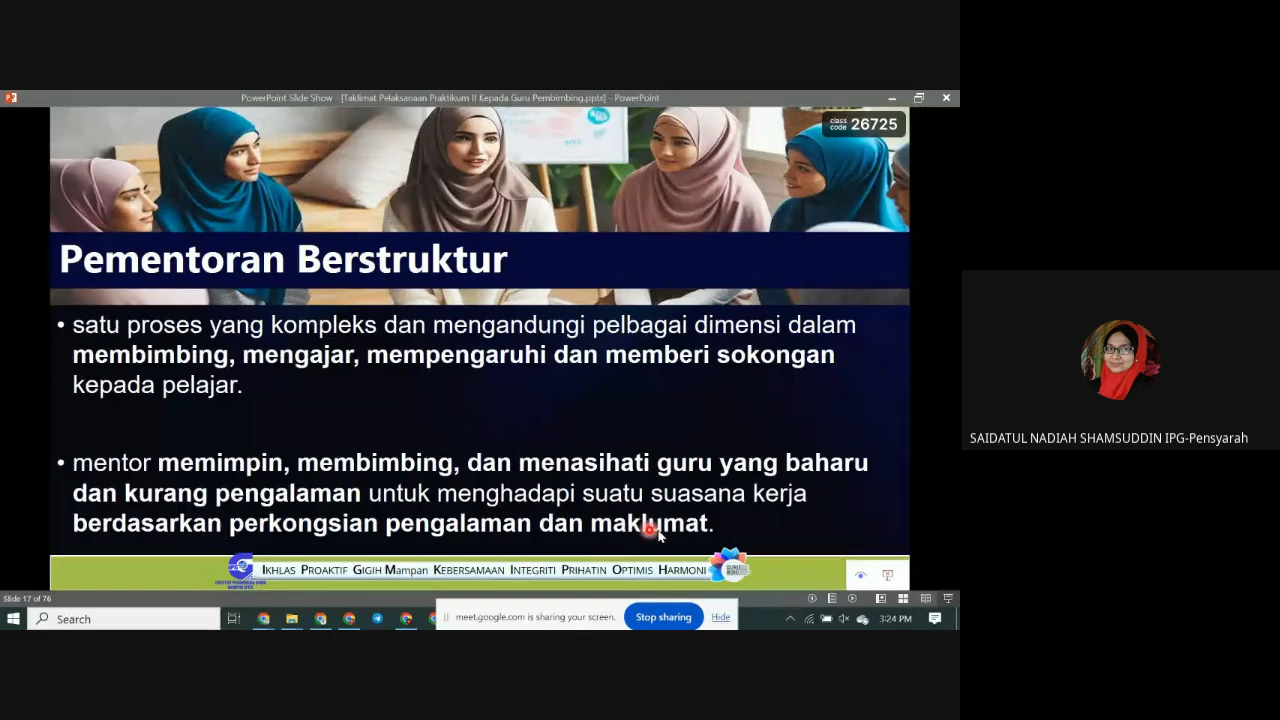 PowerPoint Slide Show - [Taklimat Pelaksanaan Praktikum II Kepada Guru Pembimbing.pptx] - PowerPoint
class code 26725
Pementoran Berstruktur
• satu proses yang kompleks dan mengandungi pelbagai dimensi dalam
membimbing, mengajar, mempengaruhi dan memberi sokongan
kepada pelajar.
• mentor memimpin, membimbing, dan menasihati guru yang baharu
dan kurang pengalaman untuk menghadapi suatu suasana kerja
berdasarkan perkongsian pengalaman dan maklumat.
IKHLAS PROAKTIF GIGIH Mampan KEBERSAMAAN INTEGRITI PRIHATIN OPTIMIS HARMONI
SAIDATUL NADIAH SHAMSUDDIN IPG-Pensyarah
Slide 17 of 76
Search
meet.google.com is sharing your screen.
Stop sharing
Hide
3:24 PM